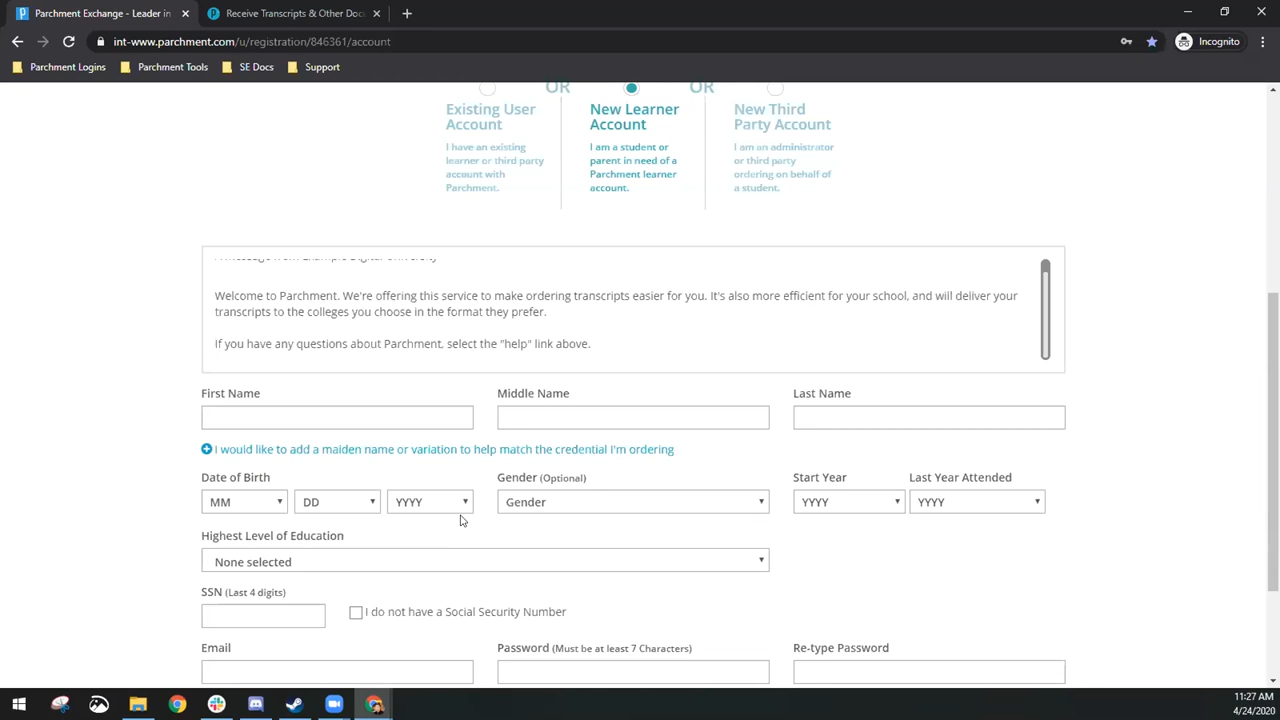 Parchment Exchange - Leader in
Receive Transcripts & Other Doc
int-www.parchment.com/u/registration/846361/account
Incognito
Parchment Logins
Parchment Tools
SE Docs
Support
OR
OR
Existing User
Account
I have an existing
learner or third party
account with
Parchment.
New Learner
Account
I am a student or
parent in need of a
Parchment learner
account.
New Third
Party Account
I am an administrator
or third party
ordering on behalf of
a student.
A message from Example Digital University
Welcome to Parchment. We're offering this service to make ordering transcripts easier for you. It's also more efficient for your school, and will deliver your
transcripts to the colleges you choose in the format they prefer.
If you have any questions about Parchment, select the "help" link above.
First Name
Middle Name
Last Name
I would like to add a maiden name or variation to help match the credential I'm ordering
Date of Birth
Gender (Optional)
Start Year
Last Year Attended
MM
DD
YYYY
Gender
YYYY
YYYY
Highest Level of Education
None selected
SSN (Last 4 digits)
I do not have a Social Security Number
Email
Password (Must be at least 7 Characters)
Re-type Password
11:27 AM
4/24/2020